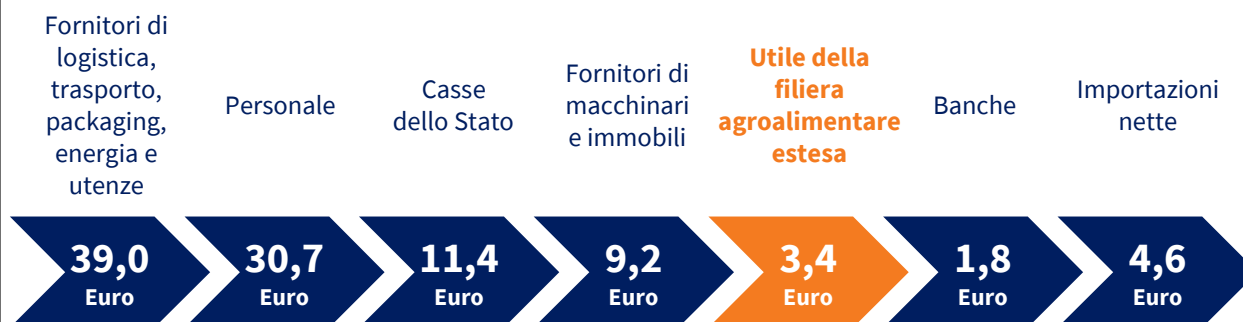 Fornitori di
logistica,
trasporto,
packaging,
energia e
utenze
Personale
Casse
dello Stato
Fornitori di
macchinari
e immobili
Utile della
filiera
agroalimentare
estesa
Banche
Importazioni
nette
39,0
Euro
30,7
Euro
11,4
Euro
9,2
Euro
3,4
Euro
1,8
Euro
4,6
Euro